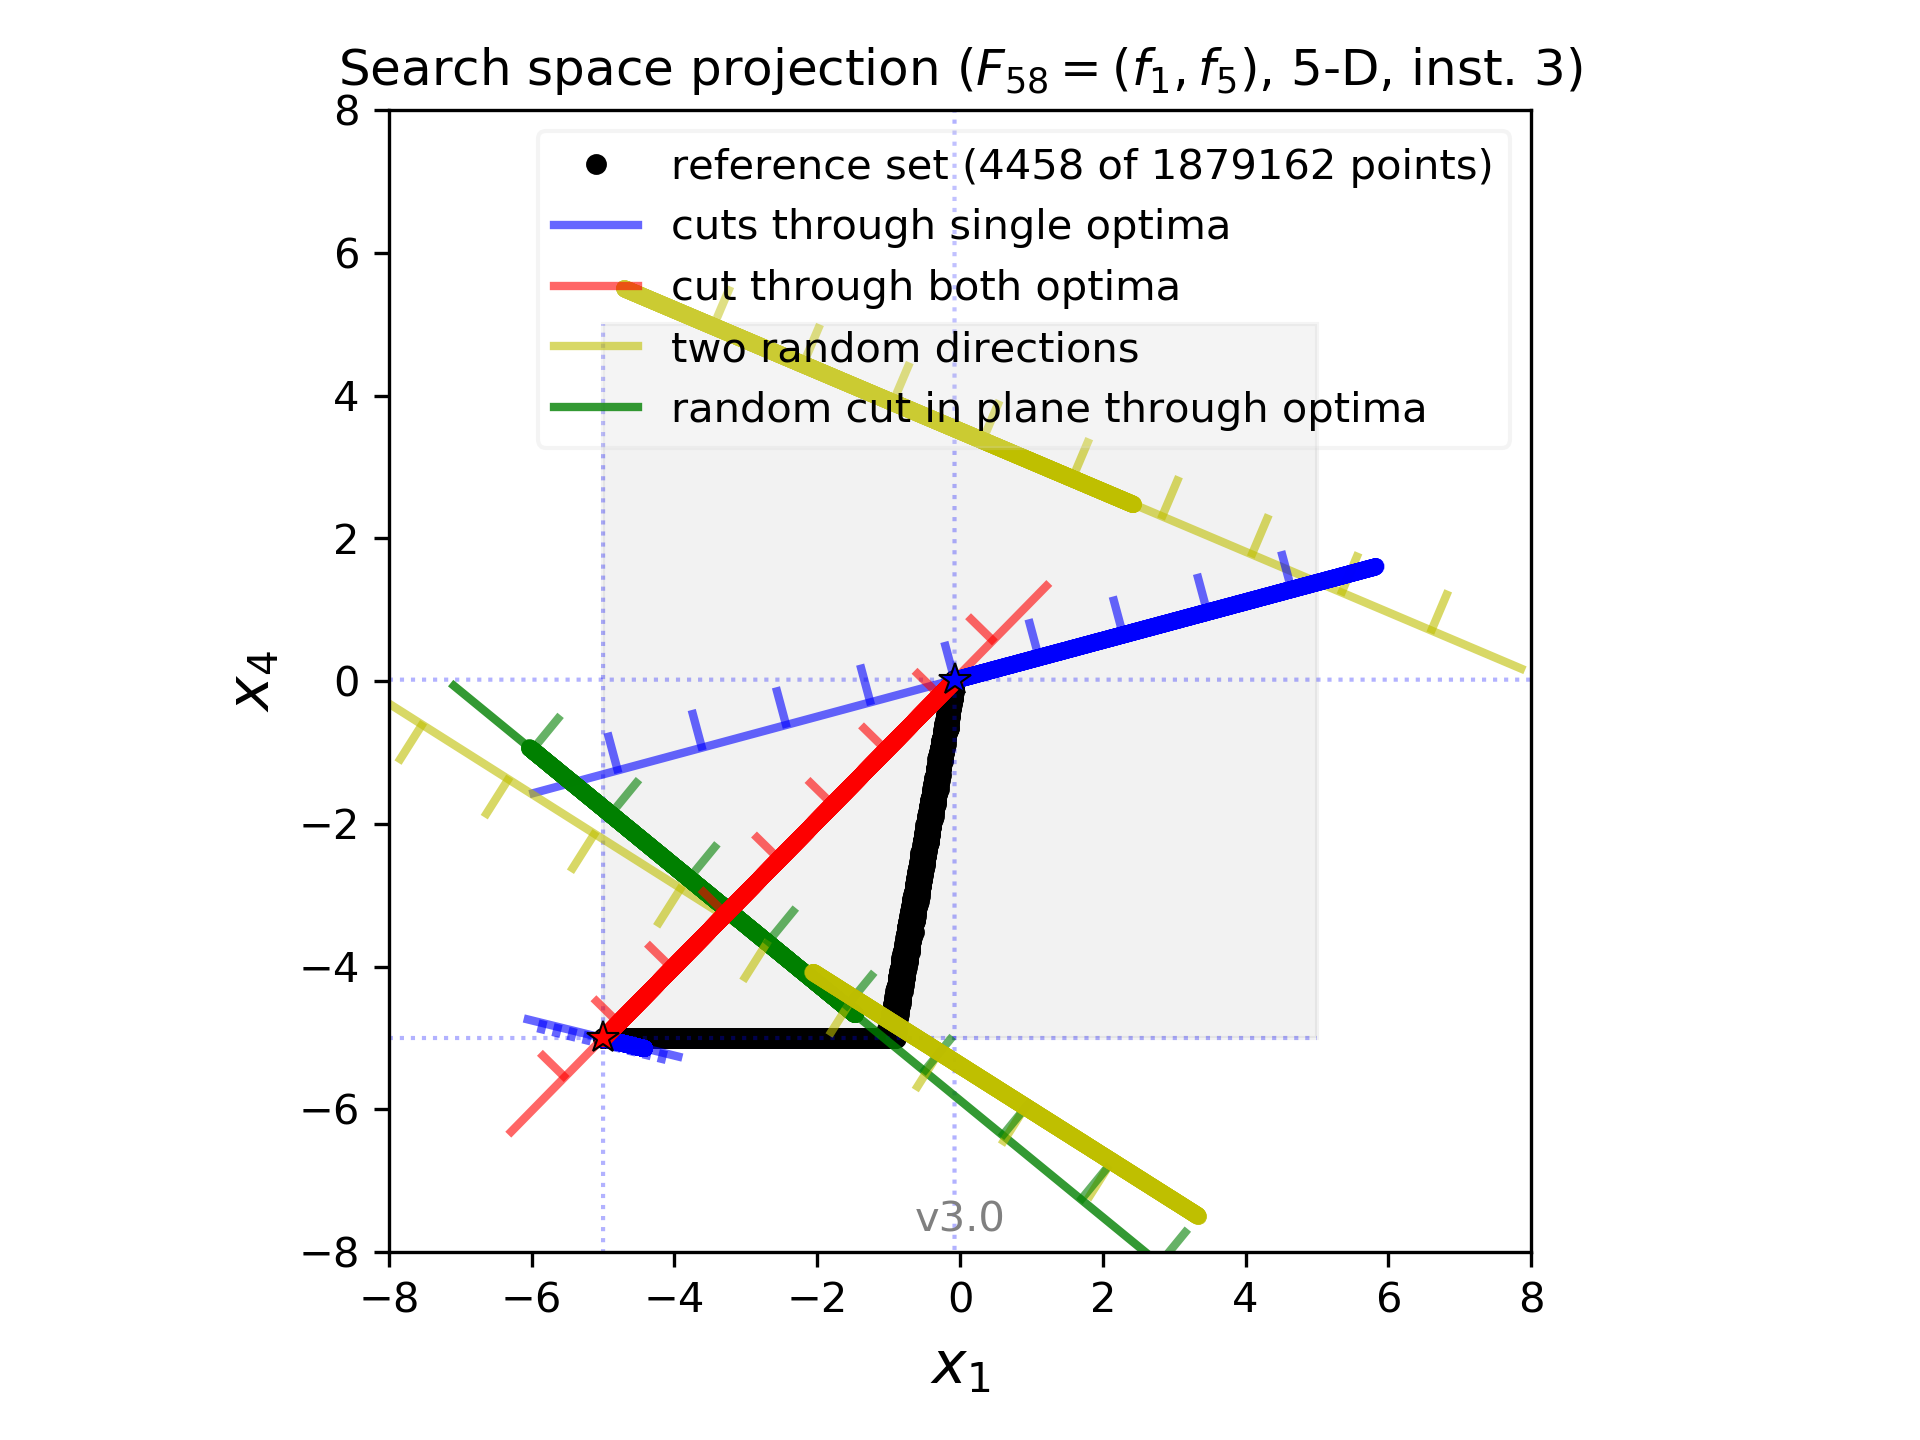 Search space projection (F₅₈ = (f₁, f₅), 5-D, inst. 3)
8
6
4
2
0
−2
−4
−6
−8
x₄
reference set (4458 of 1879162 points)
cuts through single optima
cut through both optima
two random directions
random cut in plane through optima
v3.0
−8 −6 −4 −2 0 2 4 6 8
x₁